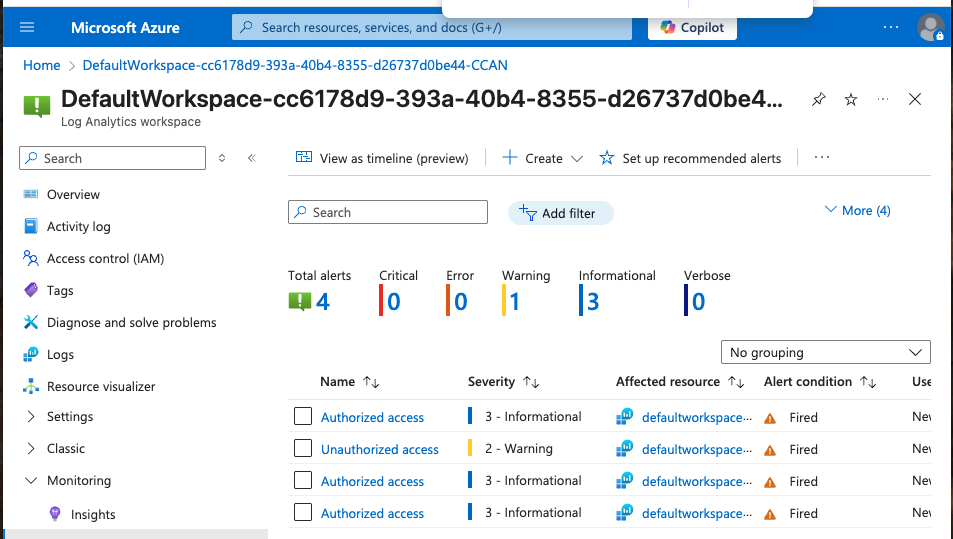 Microsoft Azure
Search resources, services, and docs (G+/)
Copilot
Home > DefaultWorkspace-cc6178d9-393a-40b4-8355-d26737d0be44-CCAN
DefaultWorkspace-cc6178d9-393a-40b4-8355-d26737d0be4...
Log Analytics workspace
Search
Overview
Activity log
Access control (IAM)
Tags
Diagnose and solve problems
Logs
Resource visualizer
Settings
Classic
Monitoring
Insights
View as timeline (preview) Create Set up recommended alerts
Search Add filter More (4)
Total alerts Critical Error Warning Informational Verbose
4 0 0 1 3 0
No grouping
Name Severity Affected resource Alert condition Use
Authorized access 3 - Informational defaultworkspace... Fired New
Unauthorized access 2 - Warning defaultworkspace... Fired New
Authorized access 3 - Informational defaultworkspace... Fired New
Authorized access 3 - Informational defaultworkspace... Fired New